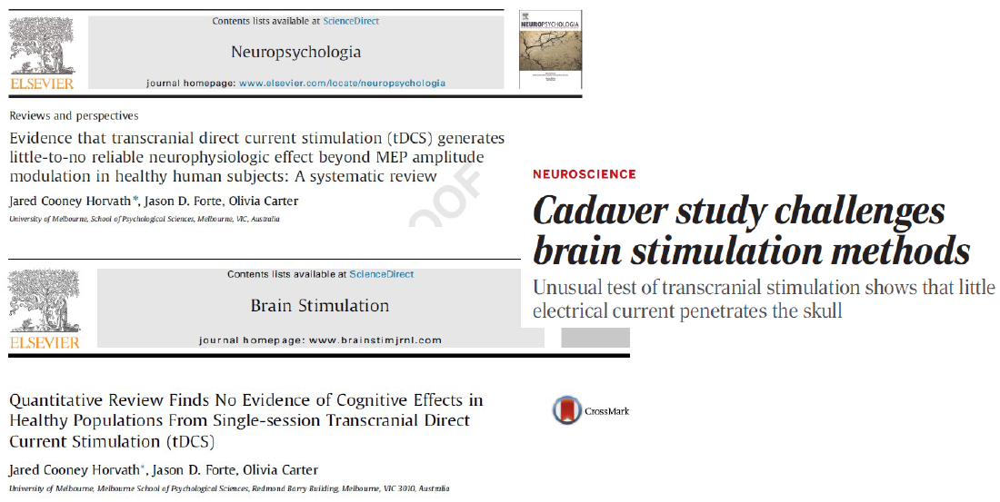 Contents lists available at ScienceDirect
Neuropsychologia
journal homepage: www.elsevier.com/locate/neuropsychologia
ELSEVIER
NEUROPSYCHOLOGIA
Reviews and perspectives
Evidence that transcranial direct current stimulation (tDCS) generates
little-to-no reliable neurophysiologic effect beyond MEP amplitude
modulation in healthy human subjects: A systematic review
Jared Cooney Horvath*, Jason D. Forte, Olivia Carter
University of Melbourne, School of Psychological Sciences, Melbourne, VIC, Australia
OOF
NEUROSCIENCE
Cadaver study challenges
brain stimulation methods
Unusual test of transcranial stimulation shows that little
electrical current penetrates the skull
Contents lists available at ScienceDirect
Brain Stimulation
journal homepage: www.brainstimjrnl.com
ELSEVIER
Quantitative Review Finds No Evidence of Cognitive Effects in
Healthy Populations From Single-session Transcranial Direct
Current Stimulation (tDCS)
CrossMark
Jared Cooney Horvath*, Jason D. Forte, Olivia Carter
University of Melbourne, Melbourne School of Psychological Sciences, Redmond Barry Building, Melbourne, VIC 3010, Australia